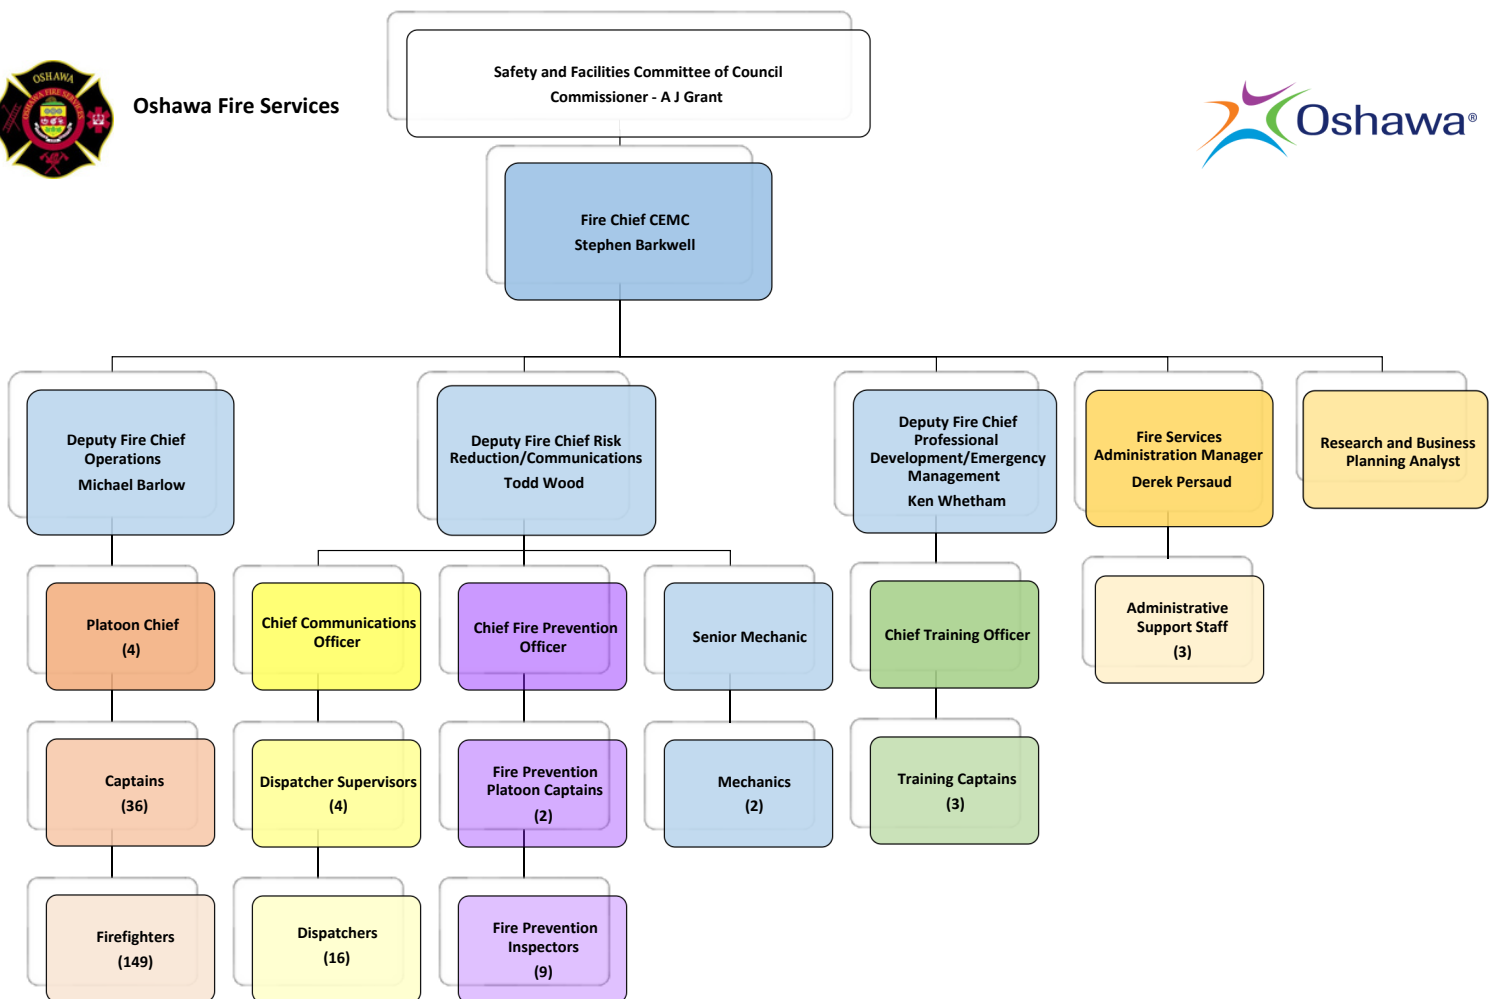 Safety and Facilities Committee of Council
Commissioner - A J Grant
OSHAWA
OSHAWA FIRE SERVICES
Oshawa Fire Services
Oshawa®
Fire Chief CEMC
Stephen Barkwell
Deputy Fire Chief
Operations
Michael Barlow
Deputy Fire Chief Risk
Reduction/Communications
Todd Wood
Deputy Fire Chief
Professional
Development/Emergency
Management
Ken Whetham
Fire Services
Administration Manager
Derek Persaud
Research and Business
Planning Analyst
Platoon Chief
(4)
Chief Communications
Officer
Chief Fire Prevention
Officer
Senior Mechanic
Chief Training Officer
Administrative
Support Staff
(3)
Captains
(36)
Dispatcher Supervisors
(4)
Fire Prevention
Platoon Captains
(2)
Mechanics
(2)
Training Captains
(3)
Firefighters
(149)
Dispatchers
(16)
Fire Prevention
Inspectors
(9)